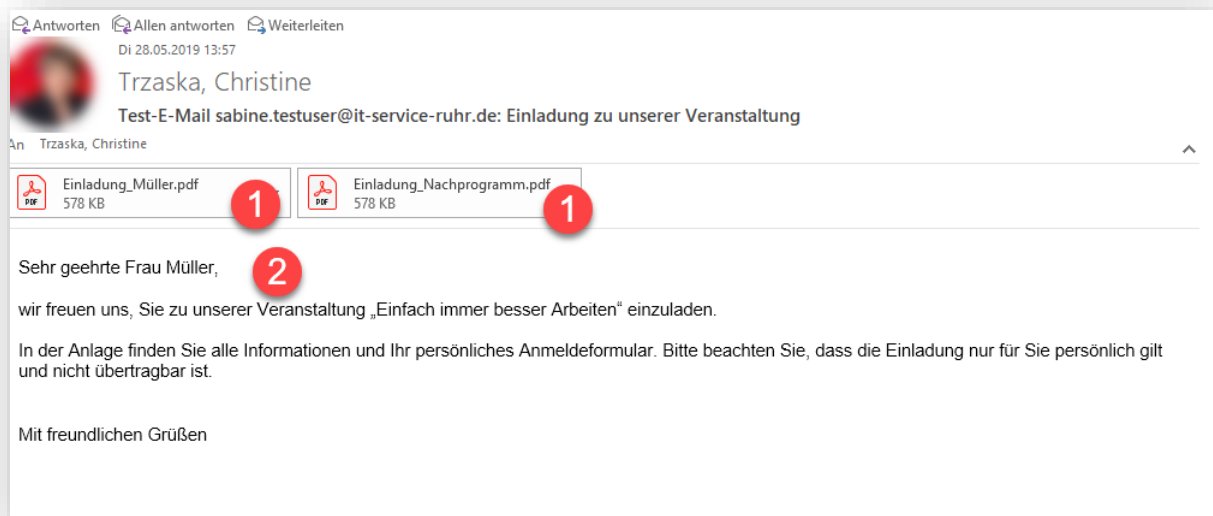 Antworten Allen antworten Weiterleiten
Di 28.05.2019 13:57
Trzaska, Christine
Test-E-Mail sabine.testuser@it-service-ruhr.de: Einladung zu unserer Veranstaltung
An Trzaska, Christine
Einladung_Müller.pdf
578 KB
1
Einladung_Nachprogramm.pdf
578 KB
1
PDF
PDF
Sehr geehrte Frau Müller,
2
wir freuen uns, Sie zu unserer Veranstaltung „Einfach immer besser Arbeiten“ einzuladen.
In der Anlage finden Sie alle Informationen und Ihr persönliches Anmeldeformular. Bitte beachten Sie, dass die Einladung nur für Sie persönlich gilt
und nicht übertragbar ist.
Mit freundlichen Grüßen